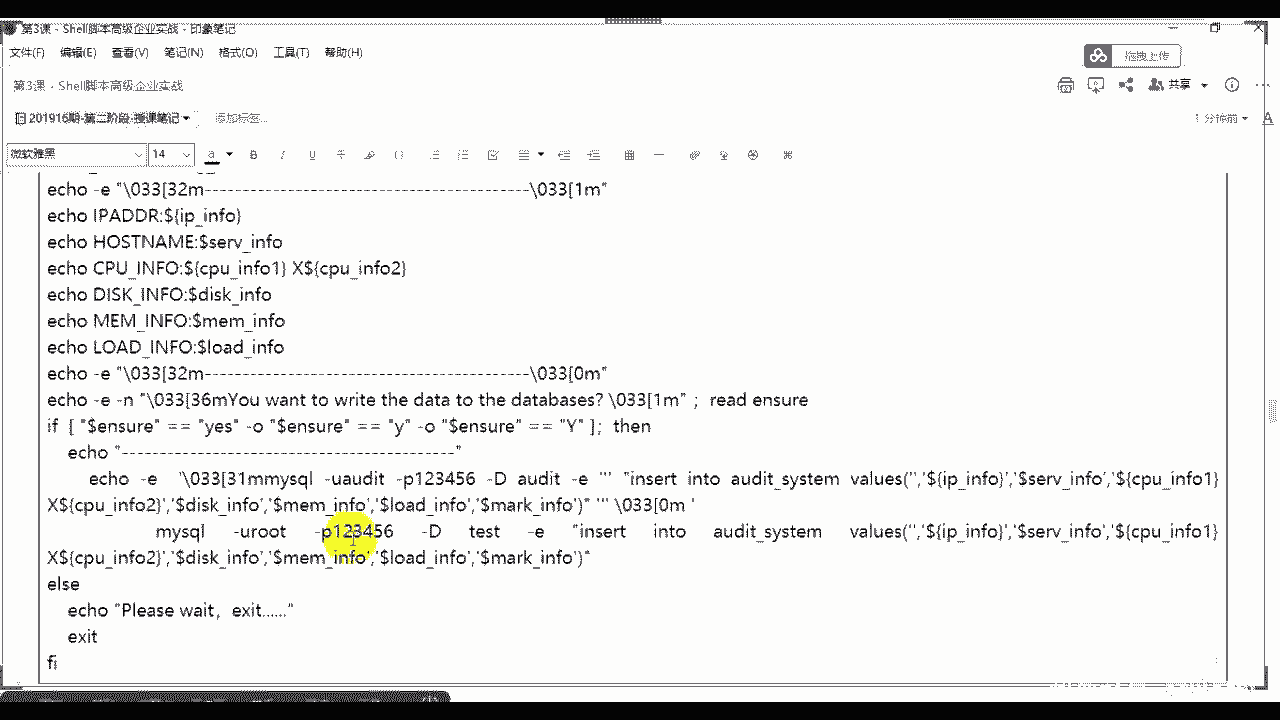 第3课 - Shell脚本高级企业实战 - 印象笔记
文件(F) 编辑(E) 查看(V) 笔记(N) 格式(O) 工具(T) 帮助(H)
拖拽上传
第3课 - Shell脚本高级企业实战
共享
201916期-第二阶段-授课笔记
添加标签...
1 分钟前
微软雅黑 14
echo -e "\033[32m-------------------------------------------\033[1m"
echo IPADDR:${ip_info}
echo HOSTNAME:$serv_info
echo CPU_INFO:${cpu_info1} X${cpu_info2}
echo DISK_INFO:$disk_info
echo MEM_INFO:$mem_info
echo LOAD_INFO:$load_info
echo -e "\033[32m-------------------------------------------\033[0m"
echo -e -n "\033[36mYou want to write the data to the databases? \033[1m" ; read ensure
if [ "$ensure" == "yes" -o "$ensure" == "y" -o "$ensure" == "Y" ]; then
echo "--------------------------------------------"
echo -e '\033[31mmysql -uaudit -p123456 -D audit -e ''' "insert into audit_system values('','${ip_info}','$serv_info','${cpu_info1}
X${cpu_info2}','$disk_info','$mem_info','$load_info','$mark_info')" ''' \033[0m '
mysql -uroot -p123456 -D test -e "insert into audit_system values('','${ip_info}','$serv_info','${cpu_info1}
X${cpu_info2}','$disk_info','$mem_info','$load_info','$mark_info')"
else
echo "Please wait，exit......"
exit
fi